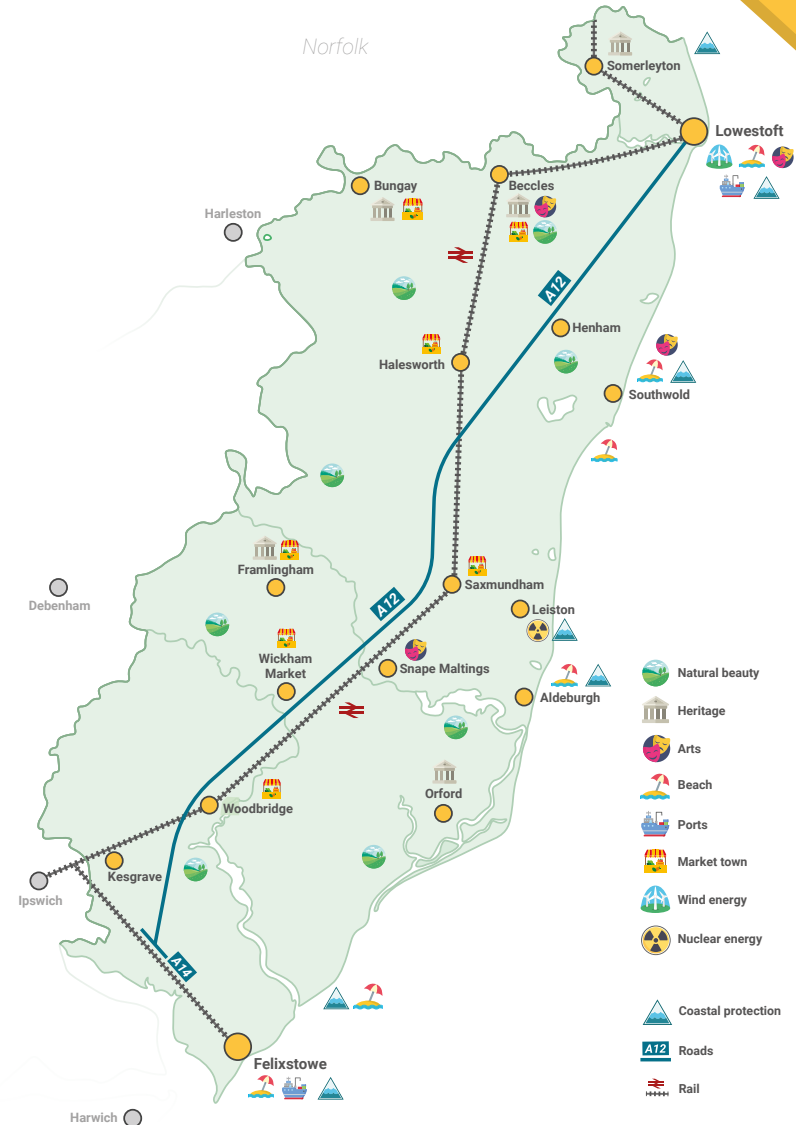 Norfolk
Somerleyton
Lowestoft
Bungay
Beccles
Harleston
A12
Henham
Halesworth
Southwold
Framlingham
Saxmundham
Debenham
A12
Leiston
Wickham
Market
Snape Maltings
Aldeburgh
Orford
Woodbridge
Kesgrave
Ipswich
A14
Felixstowe
Harwich
Natural beauty
Heritage
Arts
Beach
Ports
Market town
Wind energy
Nuclear energy
Coastal protection
A12 Roads
Rail